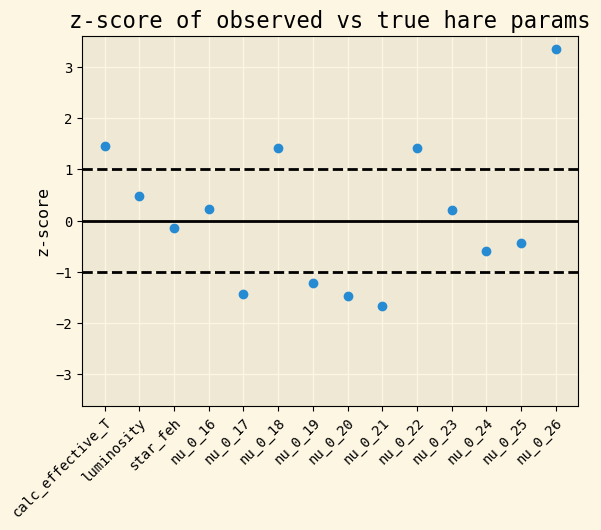 z-score of observed vs true hare params
z-score
3
2
1
0
−1
−2
−3
calc_effective_T
luminosity
star_feh
nu_0_16
nu_0_17
nu_0_18
nu_0_19
nu_0_20
nu_0_21
nu_0_22
nu_0_23
nu_0_24
nu_0_25
nu_0_26